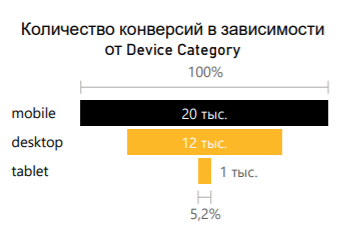 Количество конверсий в зависимости
от Device Category
100%
mobile
20 тыс.
desktop
12 тыс.
tablet
1 тыс.
5,2%